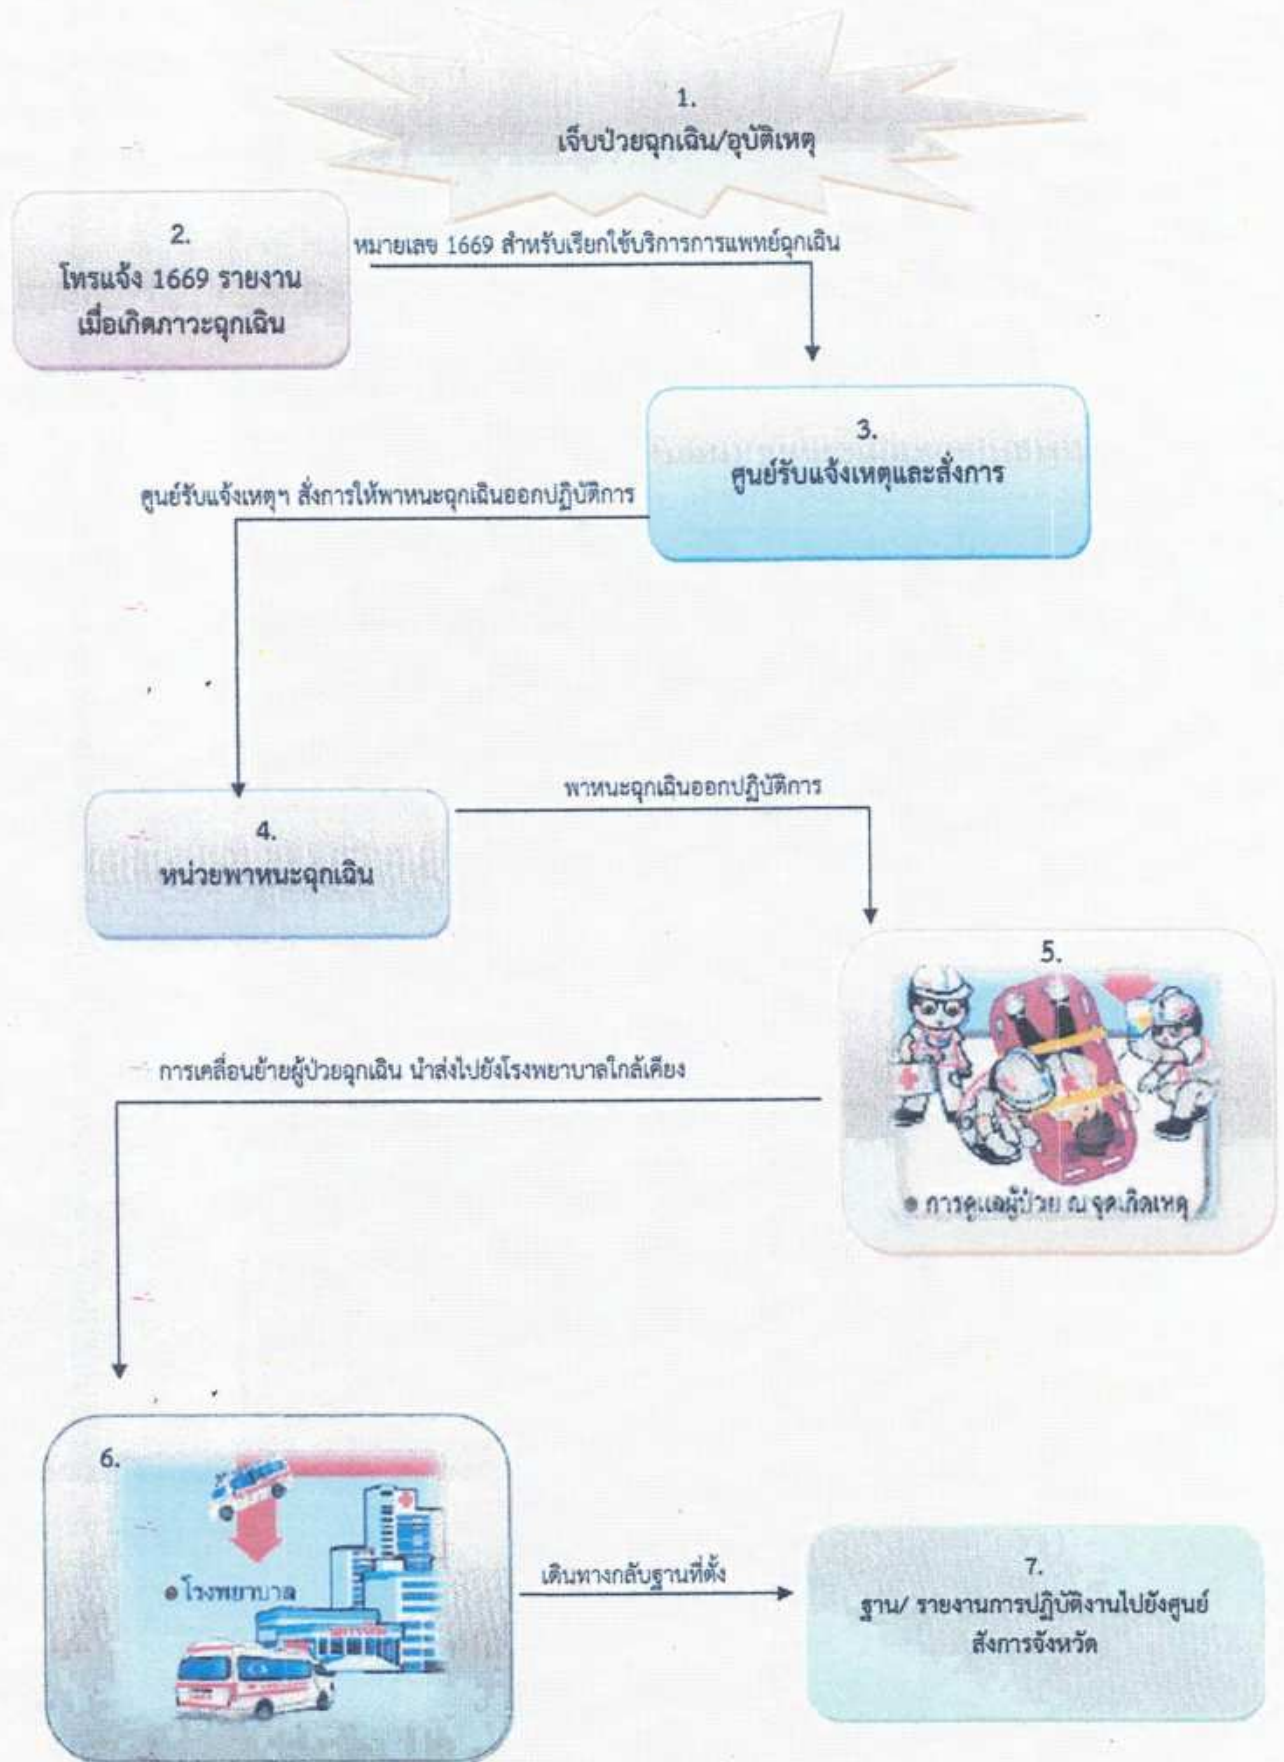 1.
เจ็บป่วยฉุกเฉิน/อุบัติเหตุ
2.
โทรแจ้ง 1669 รายงาน
เมื่อเกิดภาวะฉุกเฉิน
หมายเลข 1669 สำหรับเรียกใช้บริการการแพทย์ฉุกเฉิน
3.
ศูนย์รับแจ้งเหตุและสั่งการ
ศูนย์รับแจ้งเหตุฯ สั่งการให้พาหนะฉุกเฉินออกปฏิบัติการ
4.
หน่วยพาหนะฉุกเฉิน
พาหนะฉุกเฉินออกปฏิบัติการ
5.
● การดูแลผู้ป่วย ณ จุดเกิดเหตุ
การเคลื่อนย้ายผู้ป่วยฉุกเฉิน นำส่งไปยังโรงพยาบาลใกล้เคียง
6.
● โรงพยาบาล
เดินทางกลับฐานที่ตั้ง
7.
ฐาน/ รายงานการปฏิบัติงานไปยังศูนย์
สั่งการจังหวัด